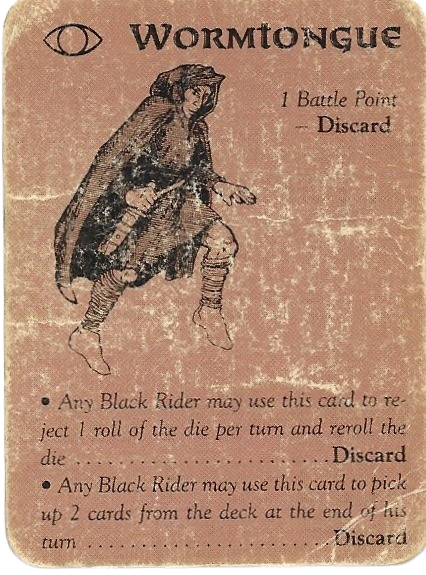 WORMTONGUE
1 Battle Point
– Discard
• Any Black Rider may use this card to re-
ject 1 roll of the die per turn and reroll the
die ........................Discard
• Any Black Rider may use this card to pick
up 2 cards from the deck at the end of his
turn .......................Discard